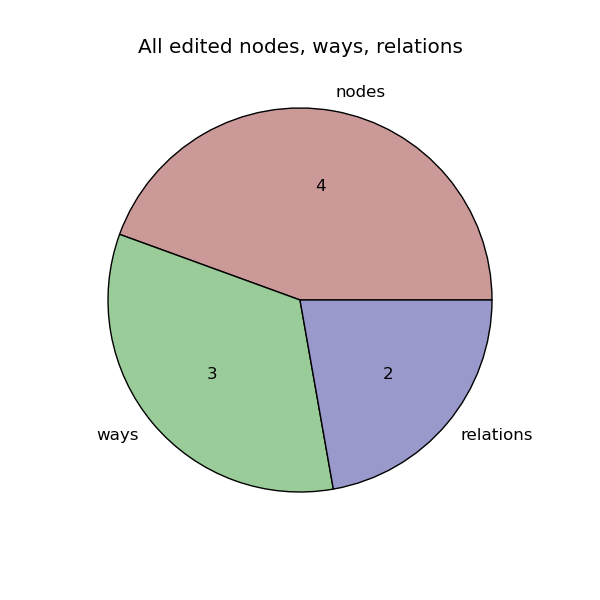 All edited nodes, ways, relations
nodes
4
3
2
ways
relations